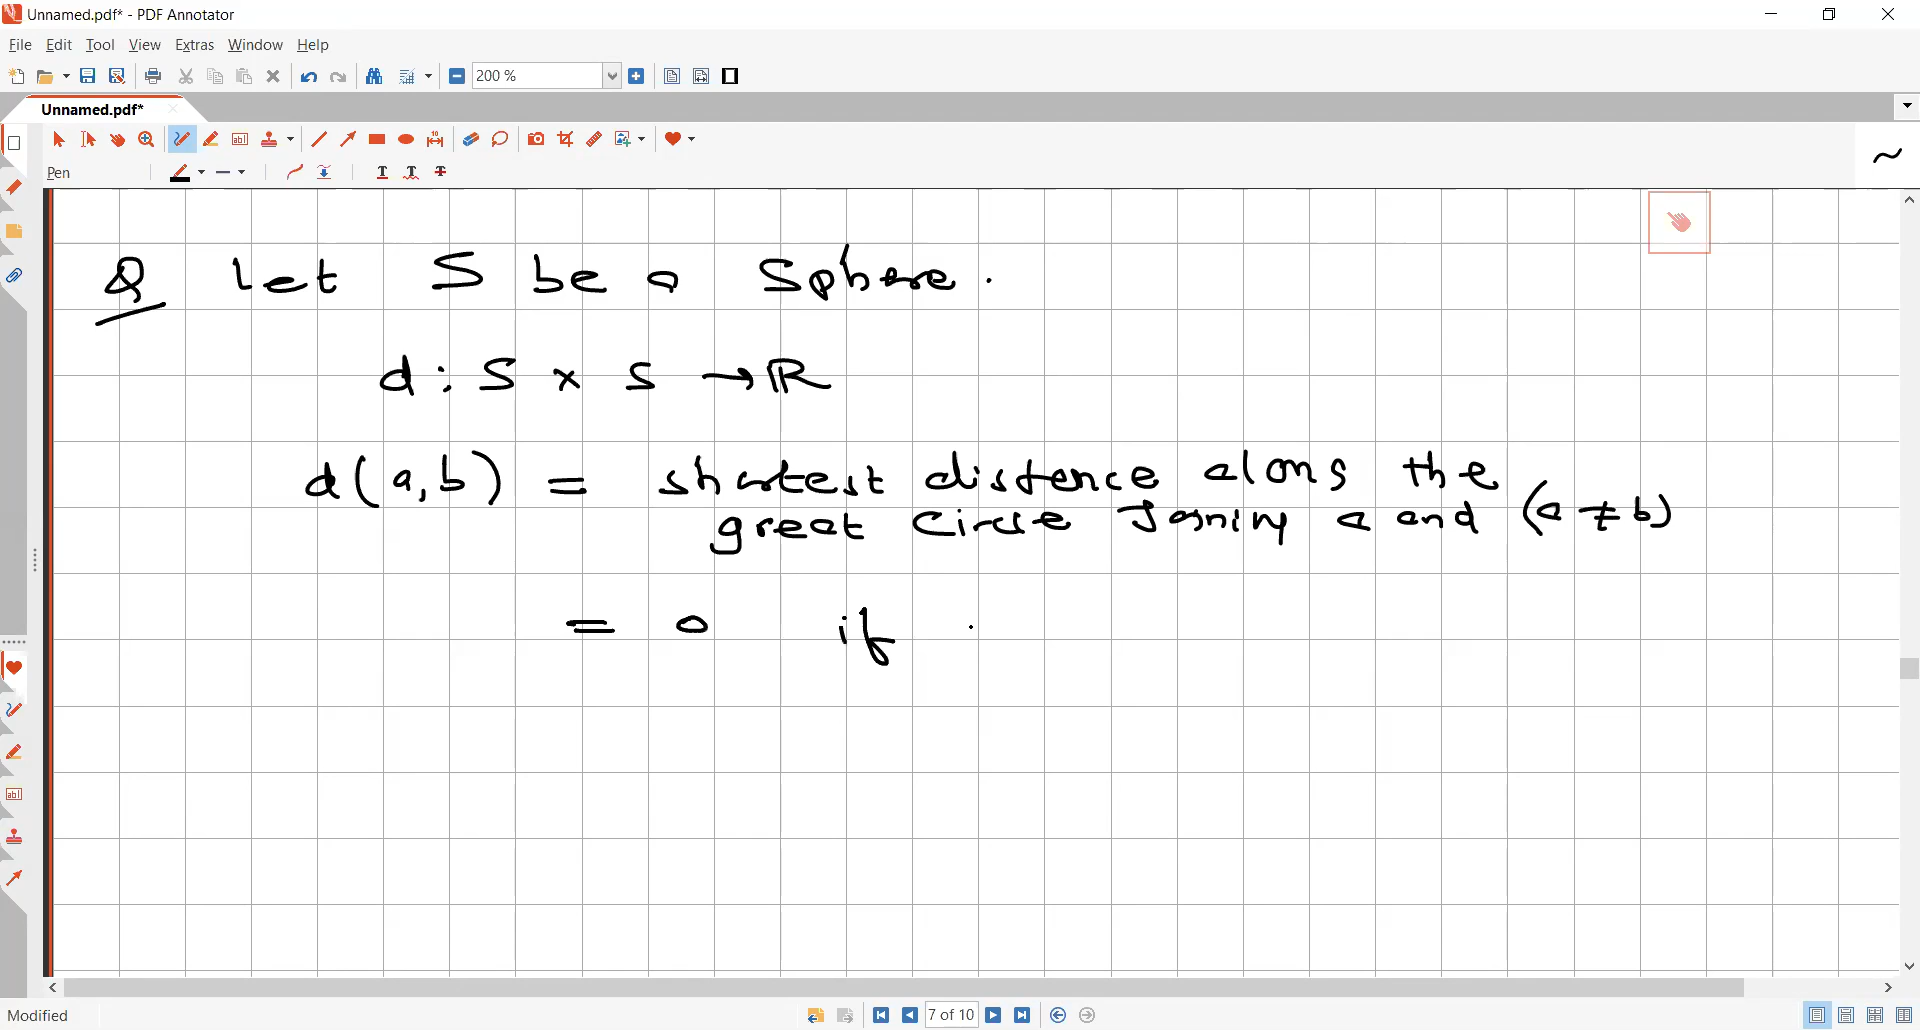 Unnamed.pdf* - PDF Annotator
File Edit Tool View Extras Window Help
200 %
Unnamed.pdf*
Pen
Q Let S be a Sphere.
d : S × S → ℝ
d(a,b) = shortest distence along the
great Circle Joining a and (a ≠ b)
= 0 if
Modified
7 of 10